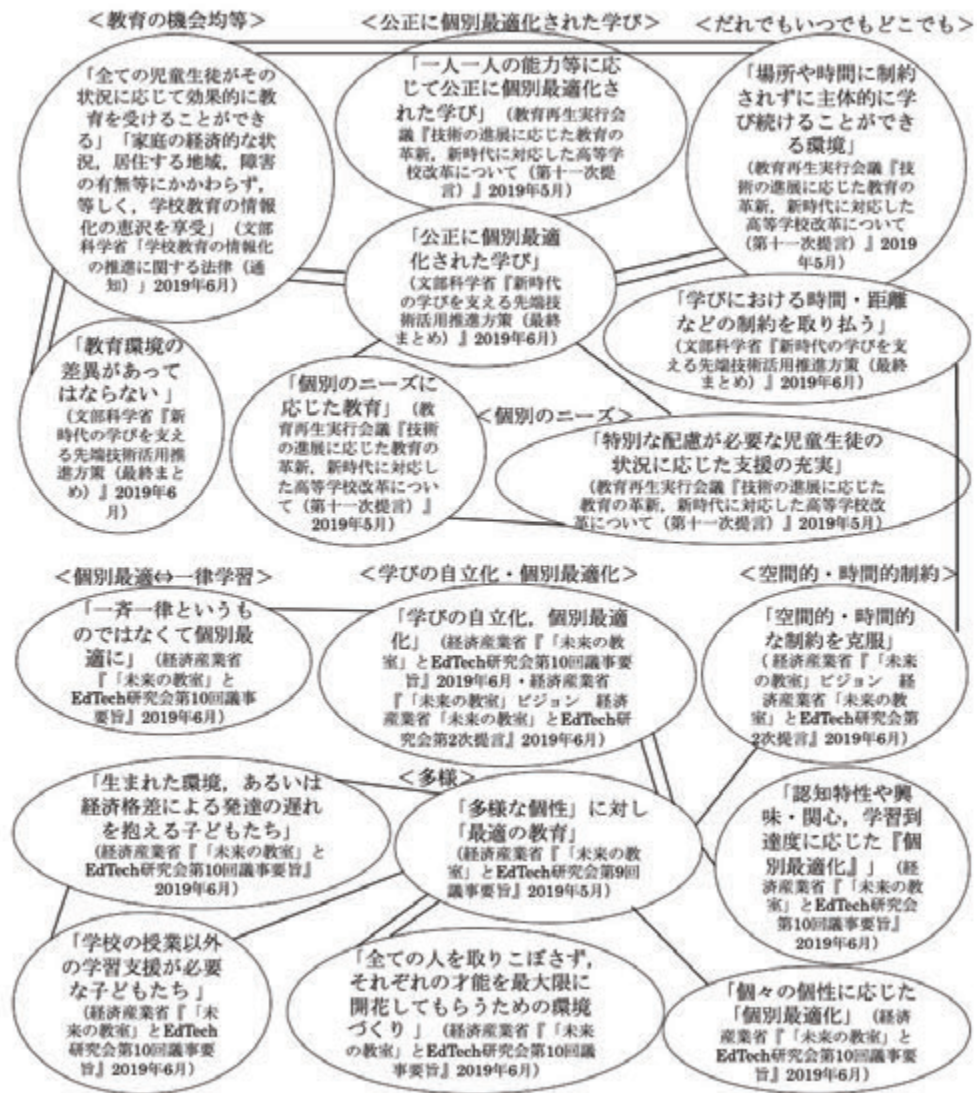 <教育の機会均等>
<公正に個別最適化された学び>
<だれでもいつでもどこでも>
「全ての児童生徒がその
状況に応じて効果的に教
育を受けることができ
る」「家庭の経済的な状
況，居住する地域，障害
の有無等にかかわらず，
等しく，学校教育の情報
化の恵沢を享受」（文部
科学省「学校教育の情報化
の推進に関する法律（通
知）」2019年6月）
「一人一人の能力等に応
じて公正に個別最適化さ
れた学び」（教育再生実行会
議『技術の進展に応じた教育の
革新，新時代に対応した高等学
校改革について（第十一次提
言）』2019年5月）
「場所や時間に制約
されずに主体的に学
び続けることができ
る環境」
（教育再生実行会議『技
術の進展に応じた教育の
革新，新時代に対応した
高等学校改革について
（第十一次提言）』2019
年5月）
「公正に個別最適
化された学び」
（文部科学省『新時代
の学びを支える先端技
術活用推進方策（最終
まとめ）』2019年6月）
「学びにおける時間・距離
などの制約を取り払う」
（文部科学省『新時代の学びを支
える先端技術活用推進方策（最終
まとめ）』2019年6月）
「教育環境の
差異があって
はならない」
（文部科学省『新
時代の学びを支え
る先端技術活用推
進方策（最終まと
め）』2019年6
月）
「個別のニーズに
応じた教育」（教
育再生実行会議『技術
の進展に応じた教育の
革新，新時代に対応し
た高等学校改革につい
て（第十一次提言）』
2019年5月）
<個別のニーズ>
「特別な配慮が必要な児童生徒の
状況に応じた支援の充実」
（教育再生実行会議『技術の進展に応じた
教育の革新，新時代に対応した高等学校改
革について（第十一次提言）』2019年5月）
<個別最適⇔一律学習>
<学びの自立化・個別最適化>
<空間的・時間的制約>
「一斉一律というも
のではなくて個別最
適に」（経済産業省
『「未来の教室」と
EdTech研究会第10回議事
要旨』2019年6月）
「学びの自立化，個別最適
化」（経済産業省『「未来の教
室」とEdTech研究会第10回議事要
旨』2019年6月・経済産業省
『「未来の教室」ビジョン　経済
産業省「未来の教室」とEdTech研
究会第2次提言』2019年6月）
「空間的・時間的
な制約を克服」
（経済産業省『「未来
の教室」ビジョン　経
済産業省「未来の教
室」とEdTech研究会第
2次提言』2019年6月）
<多様>
「生まれた環境，あるいは
経済格差による発達の遅れ
を抱える子どもたち」
（経済産業省『「未来の教室」と
EdTech研究会第10回議事要旨』
2019年6月）
「多様な個性」に対し
「最適の教育」
（経済産業省『「未来の教
室」とEdTech研究会第9回
議事要旨』2019年5月）
「認知特性や興
味・関心，学習到
達度に応じた『個
別最適化』」（経
済産業省『「未来の教
室」とEdTech研究会
第10回議事要旨』
2019年6月）
「学校の授業以外
の学習支援が必要
な子どもたち」
（経済産業省『「未
来の教室」とEdTech
研究会第10回議事要
旨』2019年6月）
「全ての人を取りこぼさず，
それぞれの才能を最大限に
開花してもらうための環境
づくり」（経済産業省『「未来
の教室」とEdTech研究会第10回議
事要旨』2019年6月）
「個々の個性に応じた
「個別最適化」（経済
産業省『「未来の教室」と
EdTech研究会第10回議事要
旨』2019年6月）